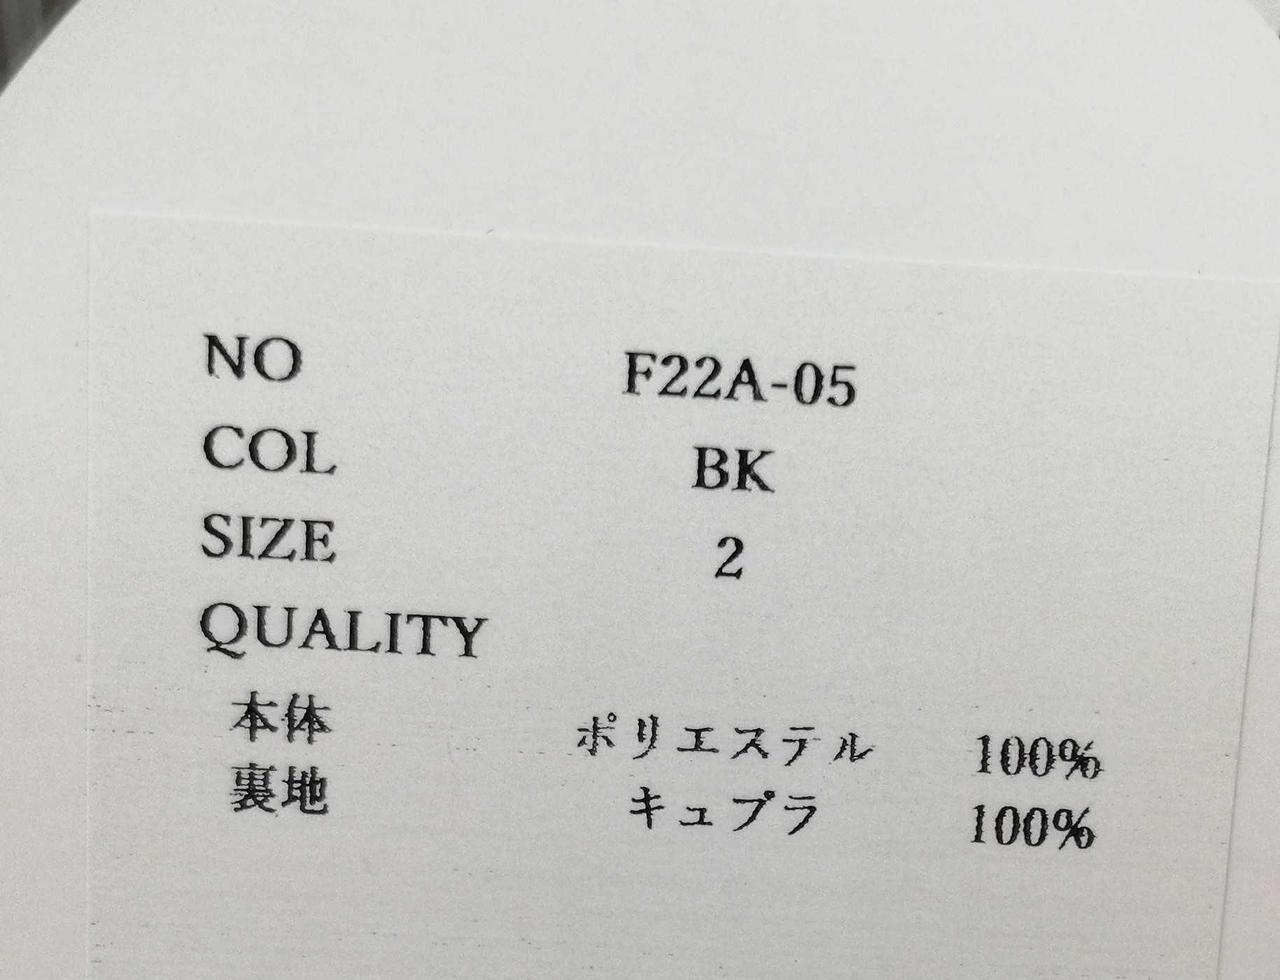 NO F22A-05
COL BK
SIZE 2
QUALITY
本体 ポリエステル 100%
裏地 キュプラ 100%